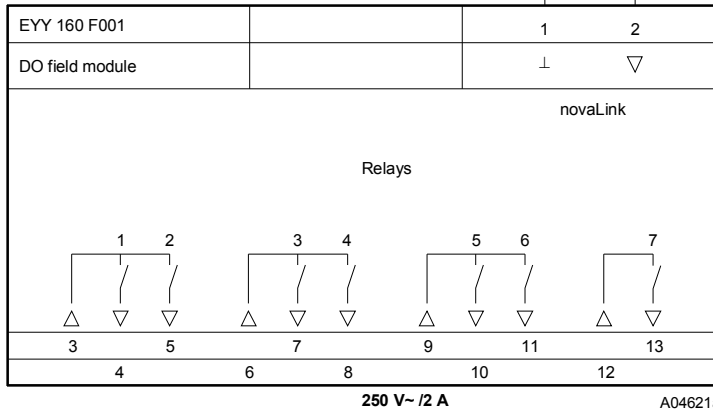 EYY 160 F001 1 2
DO field module ⊥ ▽
novaLink
Relays
1 2 3 4 5 6 7
3 5 7 9 11 13
4 6 8 10 12
250 V~ /2 A A04621